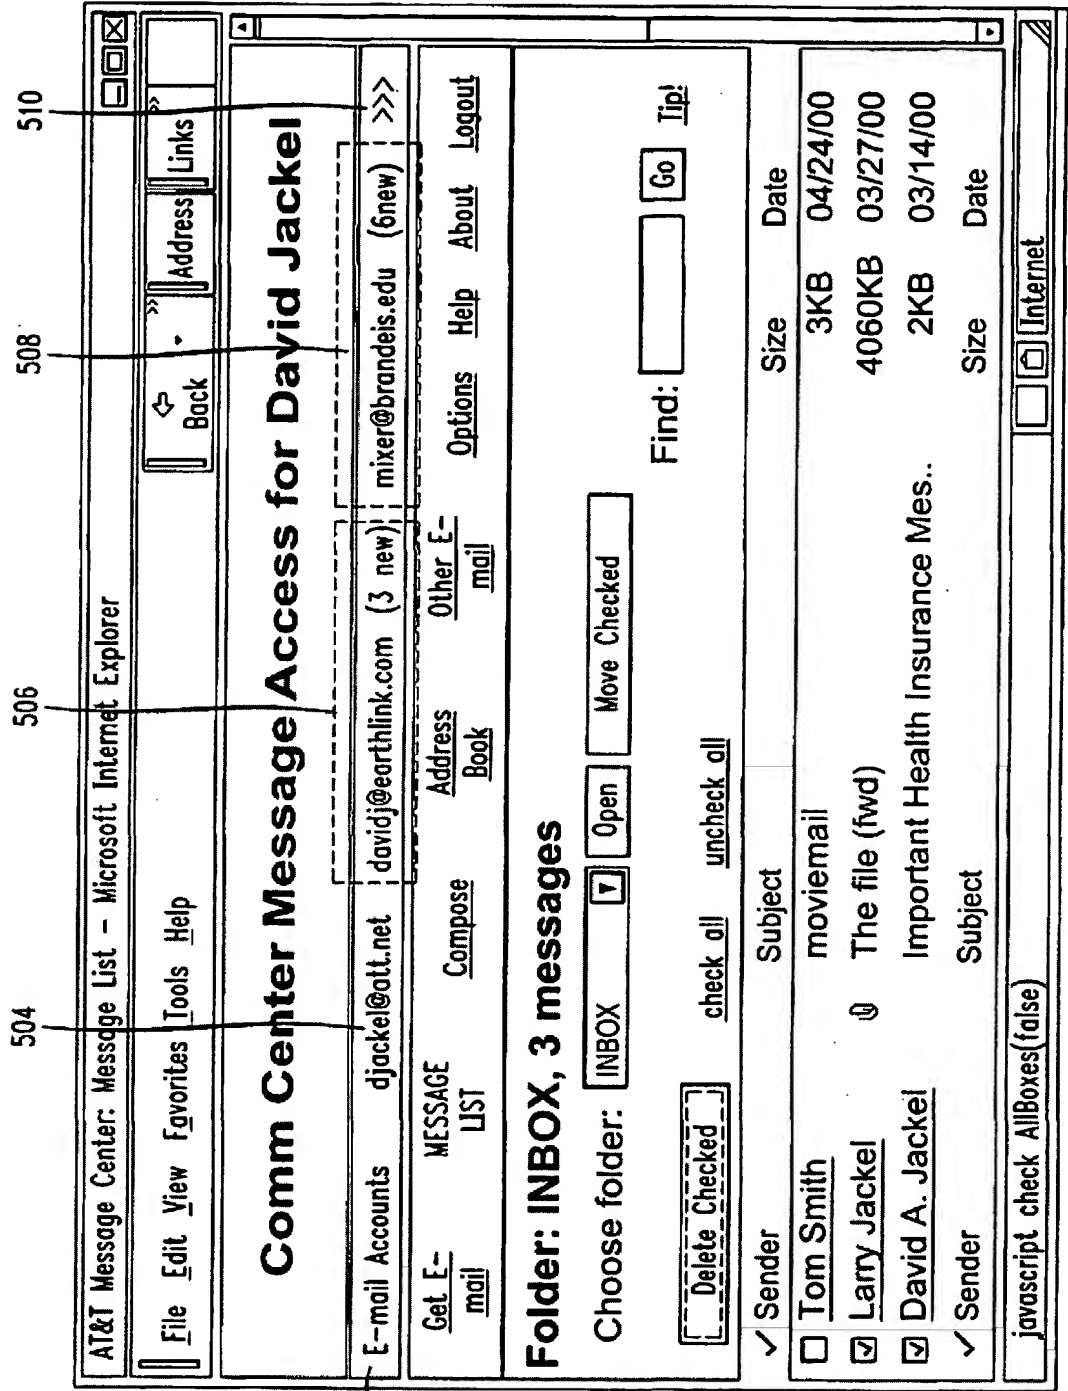 504 506 508 510
AT&T Message Center: Message List – Microsoft Internet Explorer
File Edit View Favorites Tools Help Back » Address Links »
Comm Center Message Access for David Jackel
E-mail Accounts djackel@att.net davidj@earthlink.com (3 new) mixer@brandeis.edu (6new) >>>
Get E- MESSAGE Compose Address Other E- Options Help About Logout
mail LIST Book mail
Folder: INBOX, 3 messages
Choose folder: INBOX Open Move Checked
Find: Go Tip!
Delete Checked check all uncheck all
✓ Sender Subject Size Date
Tom Smith moviemail 3KB 04/24/00
Larry Jackel The file (fwd) 4060KB 03/27/00
David A. Jackel Important Health Insurance Mes.. 2KB 03/14/00
✓ Sender Subject Size Date
javascript check AllBoxes(false) Internet